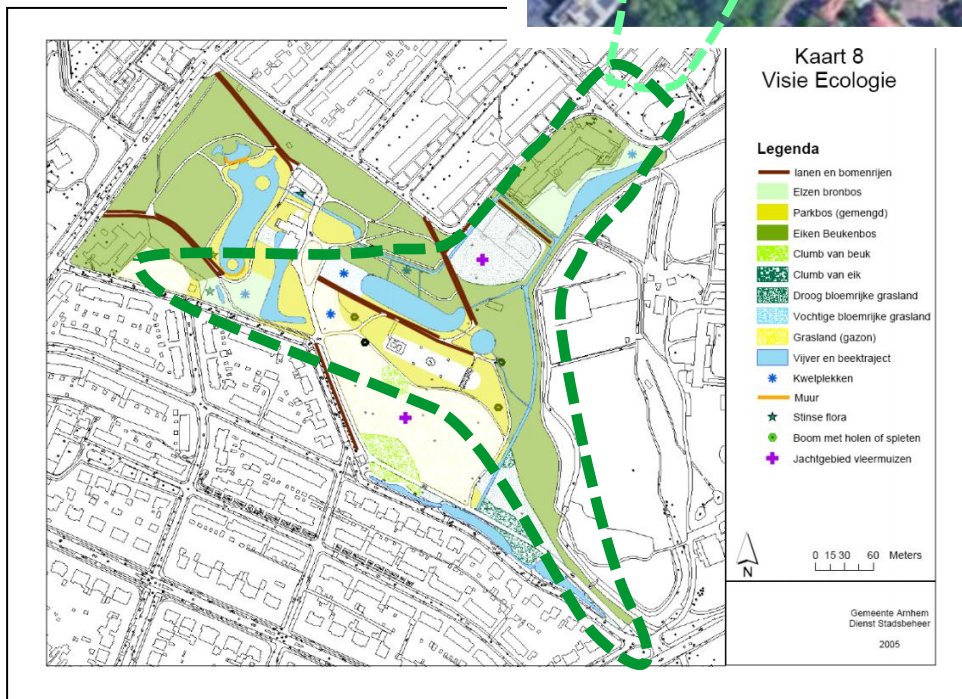 Kaart 8
Visie Ecologie
Legenda
lanen en bomenrijen
Elzen bronbos
Parkbos (gemengd)
Eiken Beukenbos
Clumb van beuk
Clumb van eik
Droog bloemrijke grasland
Vochtige bloemrijke grasland
Grasland (gazon)
Vijver en beektraject
Kwelplekken
Muur
Stinse flora
Boom met holen of spleten
Jachtgebied vleermuizen
N
0 15 30 60 Meters
Gemeente Arnhem
Dienst Stadsbeheer
2005